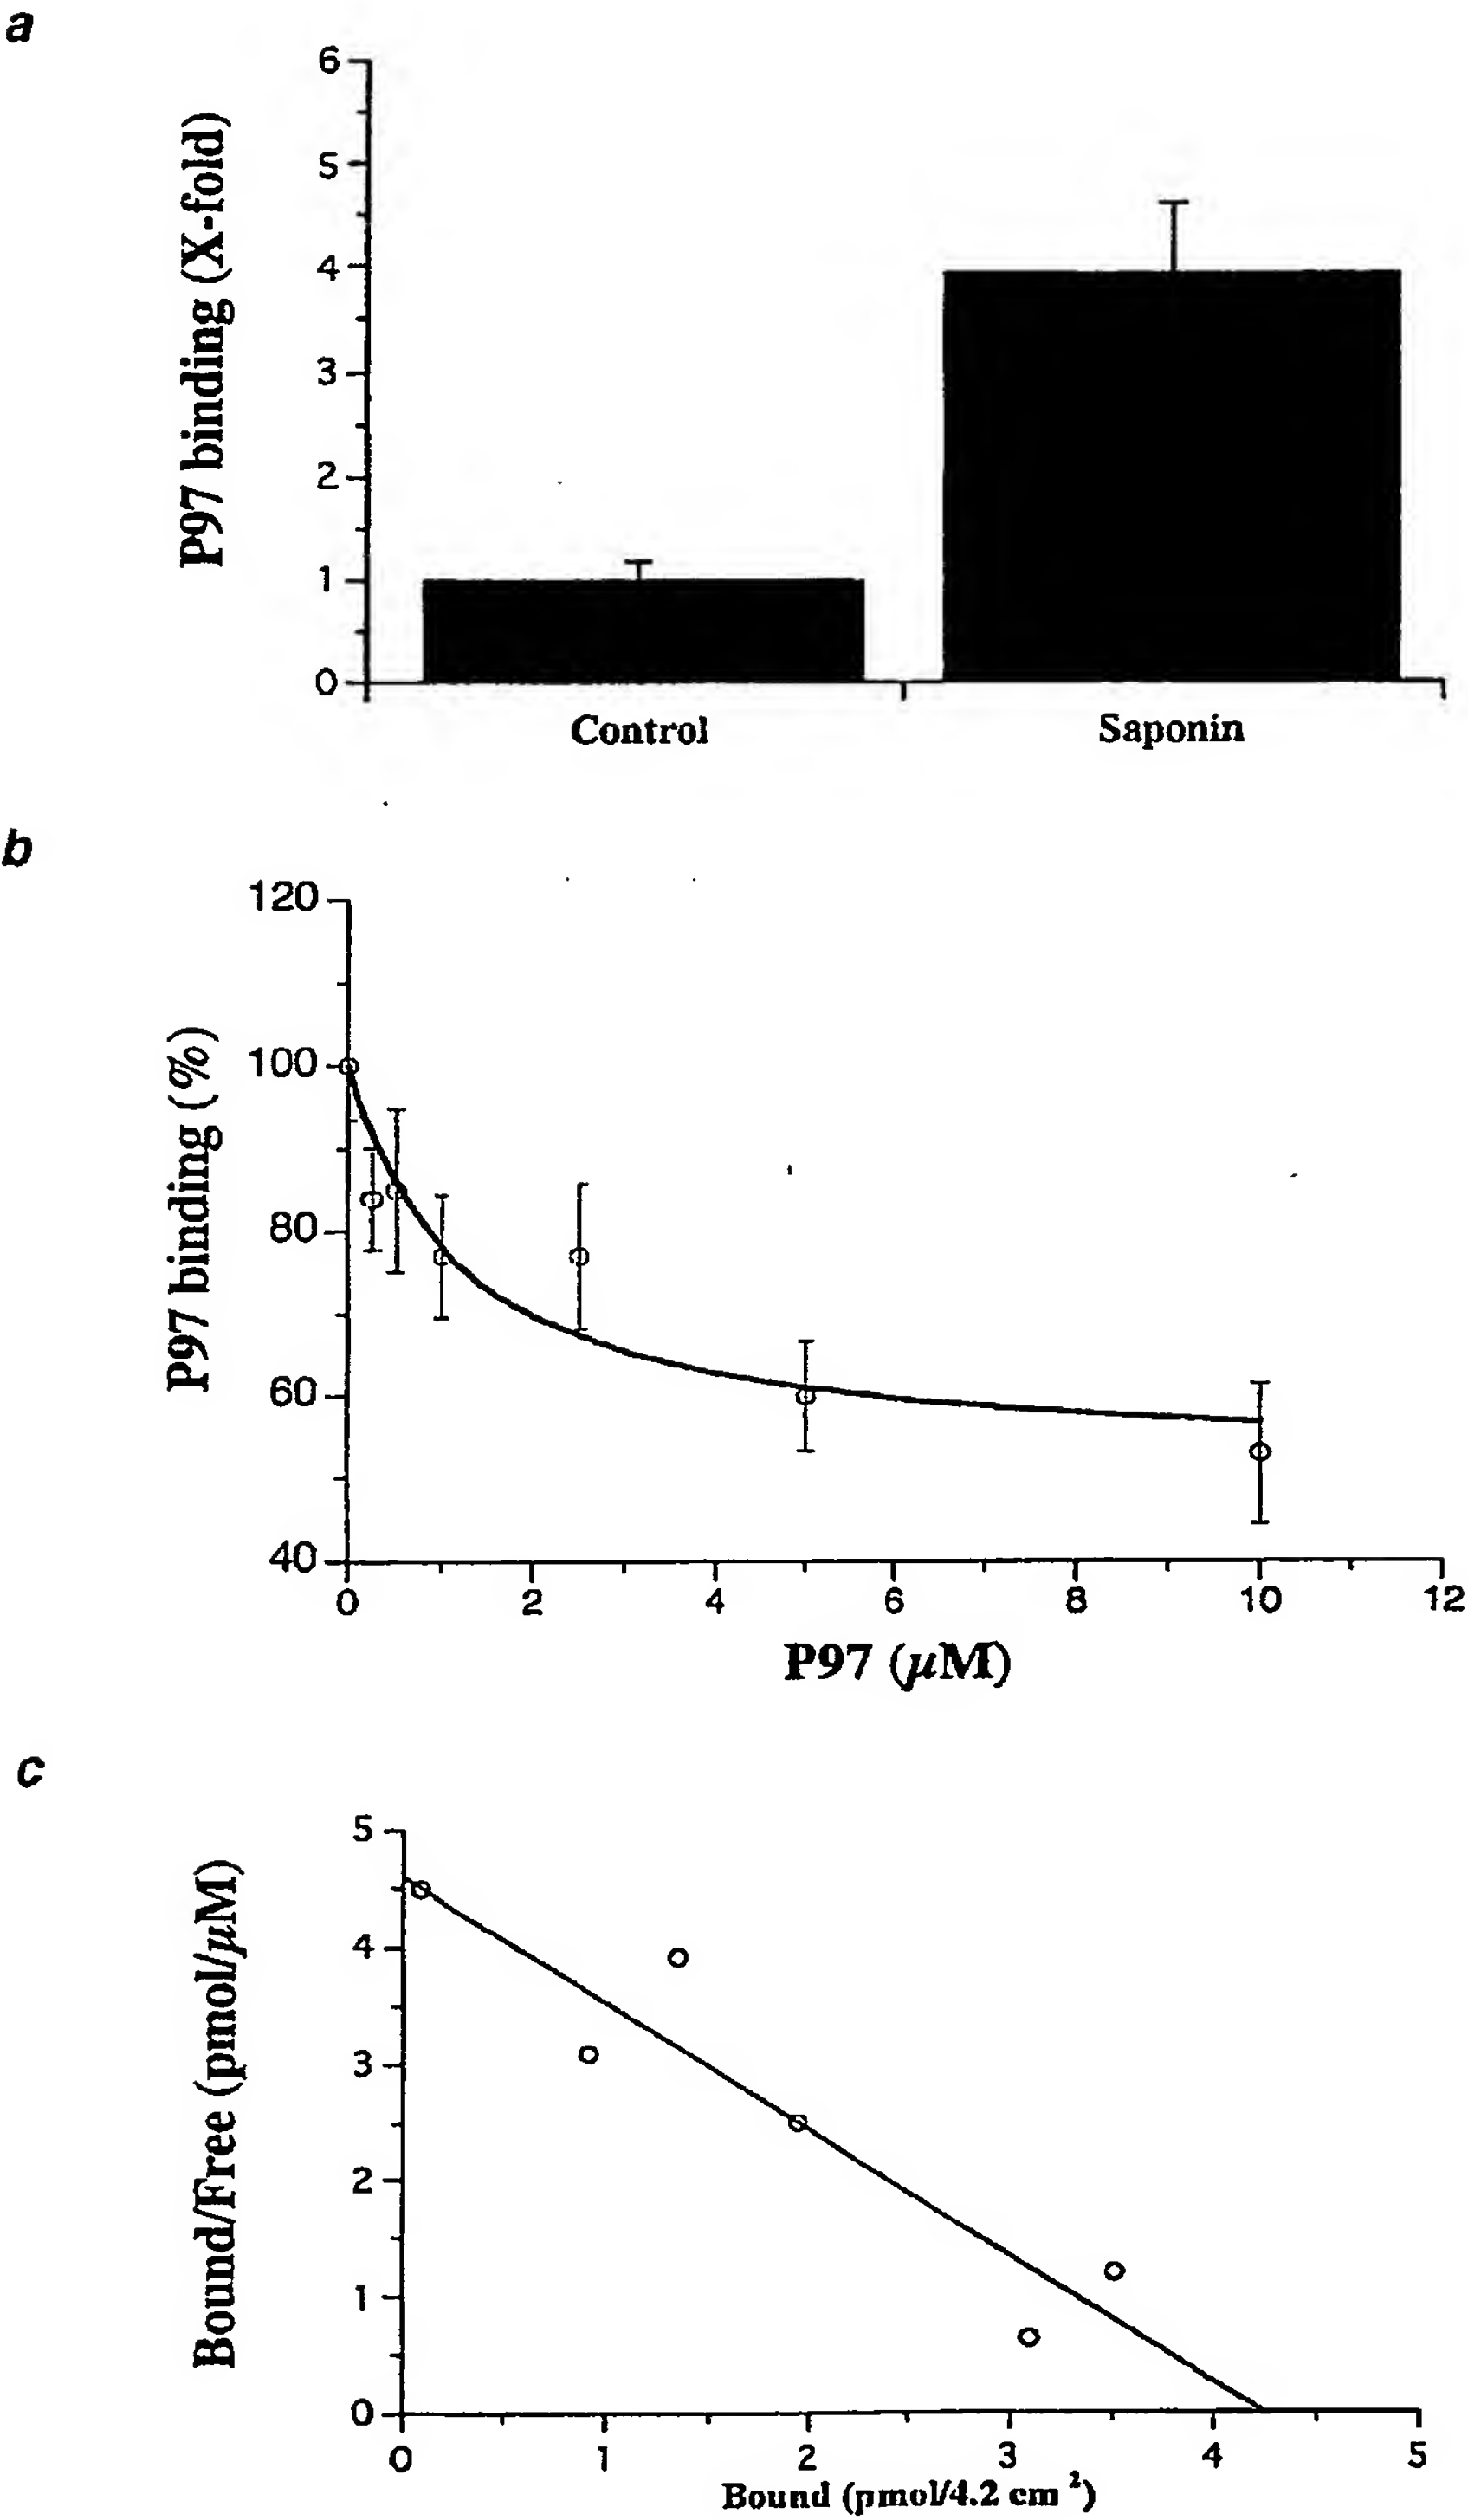 a
P97 binding (X-fold)
6
5
4
3
2
1
0
Control Saponin
b
P97 binding (%)
120
100
80
60
40
0 2 4 6 8 10 12
P97 (μM)
c
Bound/Free (pmol/μM)
5
4
3
2
1
0
0 1 2 3 4 5
Bound (pmol/4.2 cm²)